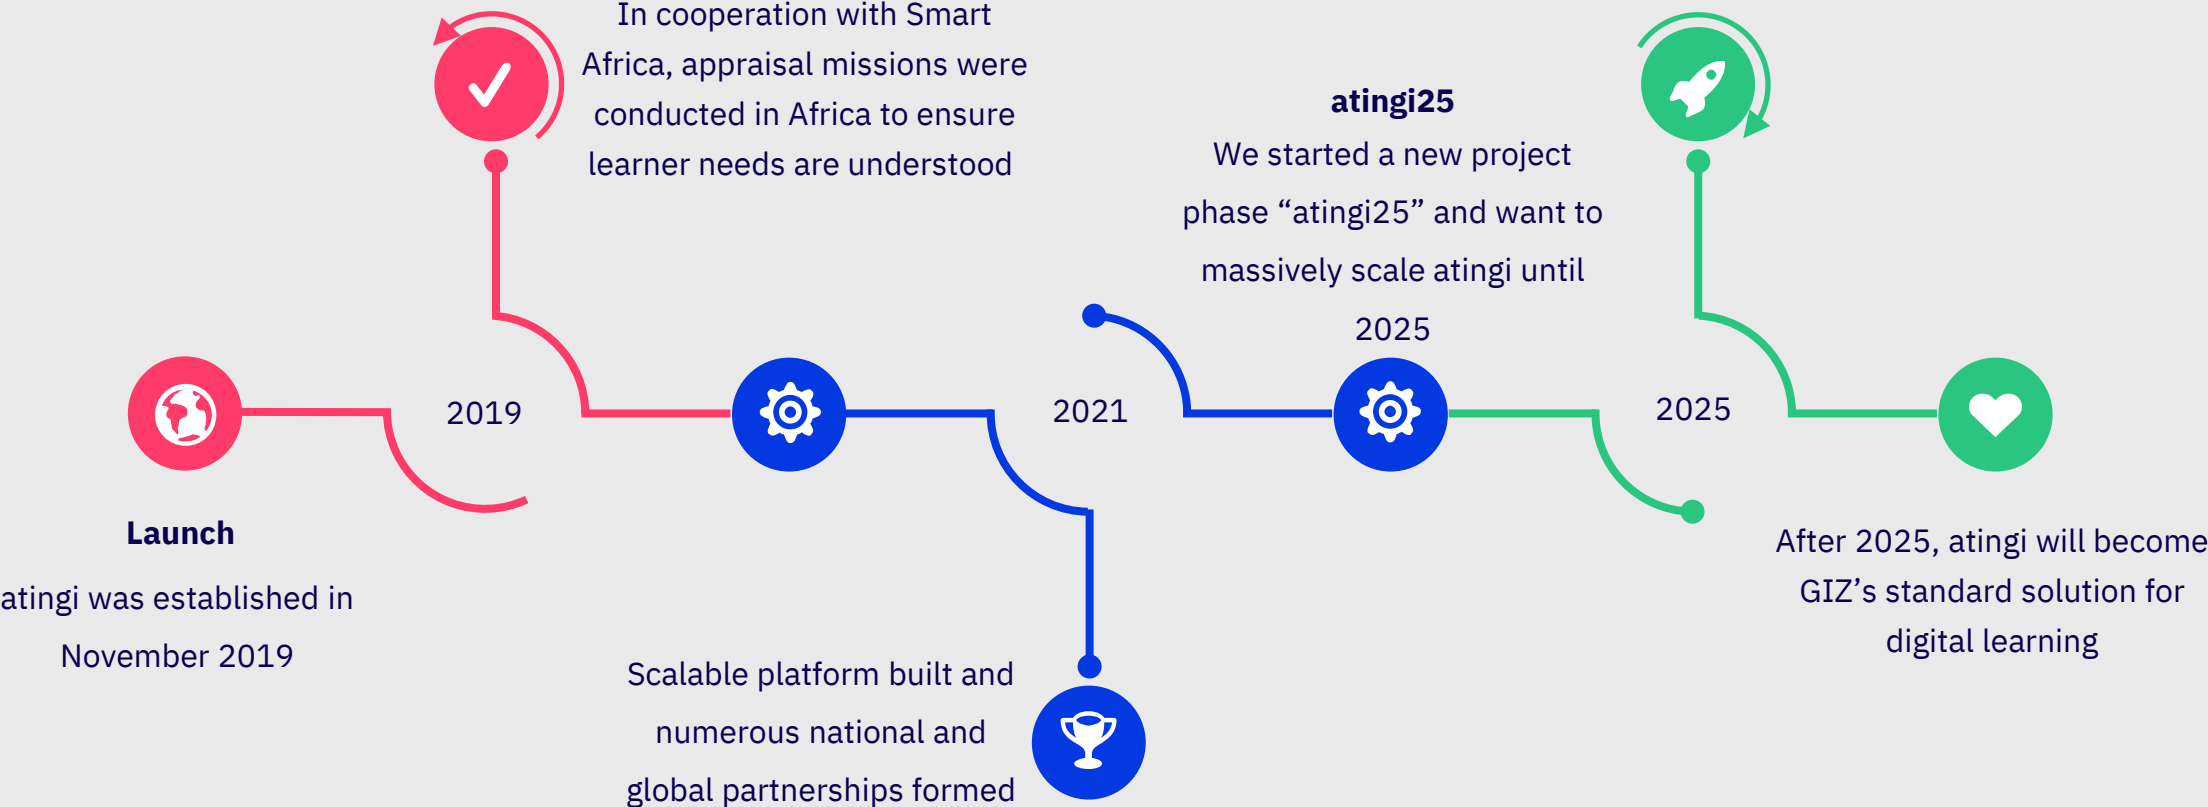 Launch
atingi was established in
November 2019
In cooperation with Smart
Africa, appraisal missions were
conducted in Africa to ensure
learner needs are understood
2019
Scalable platform built and
numerous national and
global partnerships formed
2021
atingi25
We started a new project
phase “atingi25” and want to
massively scale atingi until
2025
2025
After 2025, atingi will become
GIZ’s standard solution for
digital learning